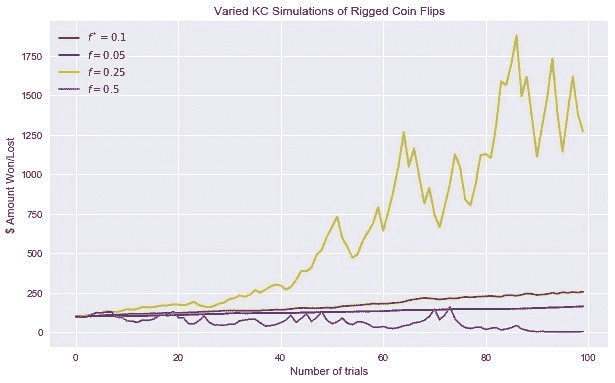 Varied KC Simulations of Rigged Coin Flips
f* = 0.1
f = 0.05
f = 0.25
f = 0.5
1750
1500
1250
1000
750
500
250
0
$ Amount Won/Lost
0 20 40 60 80 100
Number of trials